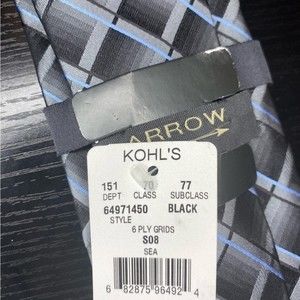 ARROW
KOHL'S
151 70 77
DEPT CLASS SUBCLASS
64971450 BLACK
STYLE
6 PLY GRIDS
S08
SEA
6 82875 96492 4